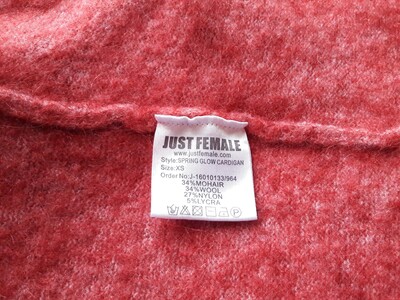 JUST FEMALE
www.justfemale.com
Style:SPRING GLOW CARDIGAN
Size:XS
Order No:J-16010133/964
34%MOHAIR
34%WOOL
27%NYLON
5%LYCRA